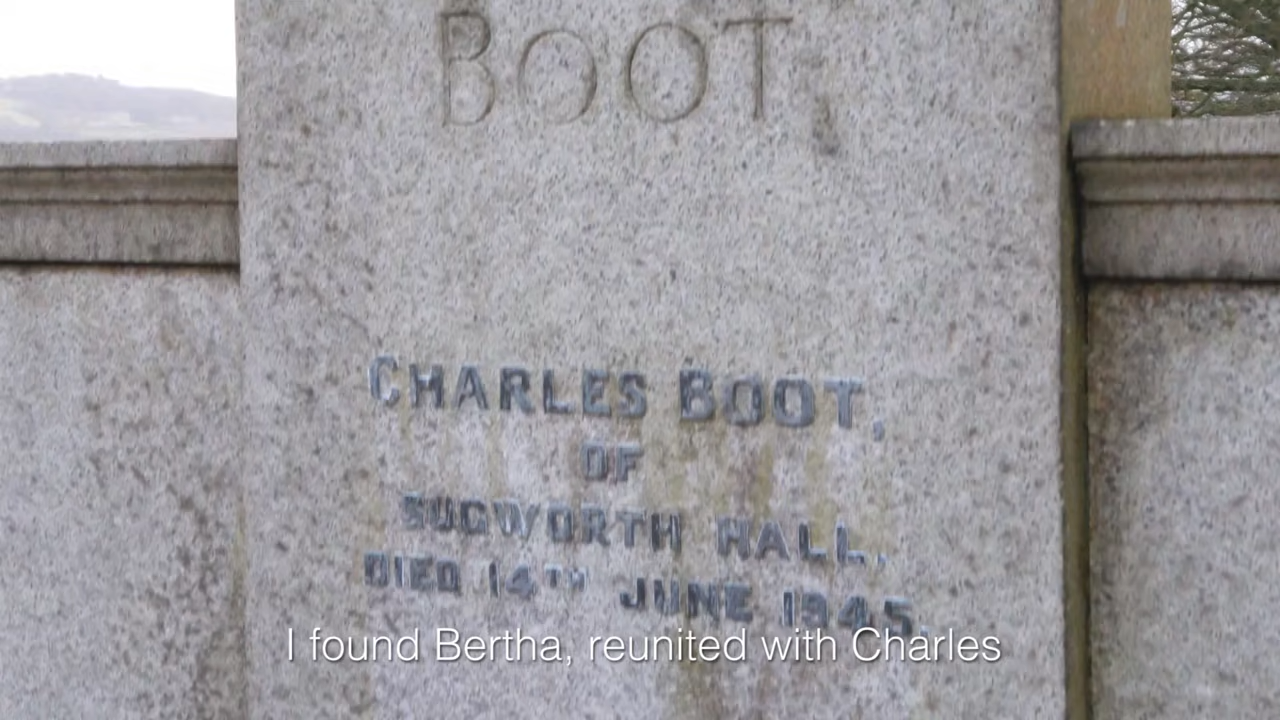 BOOT,
CHARLES BOOT,
OF
SUGWORTH HALL,
DIED 14TH JUNE 1945.
I found Bertha, reunited with Charles